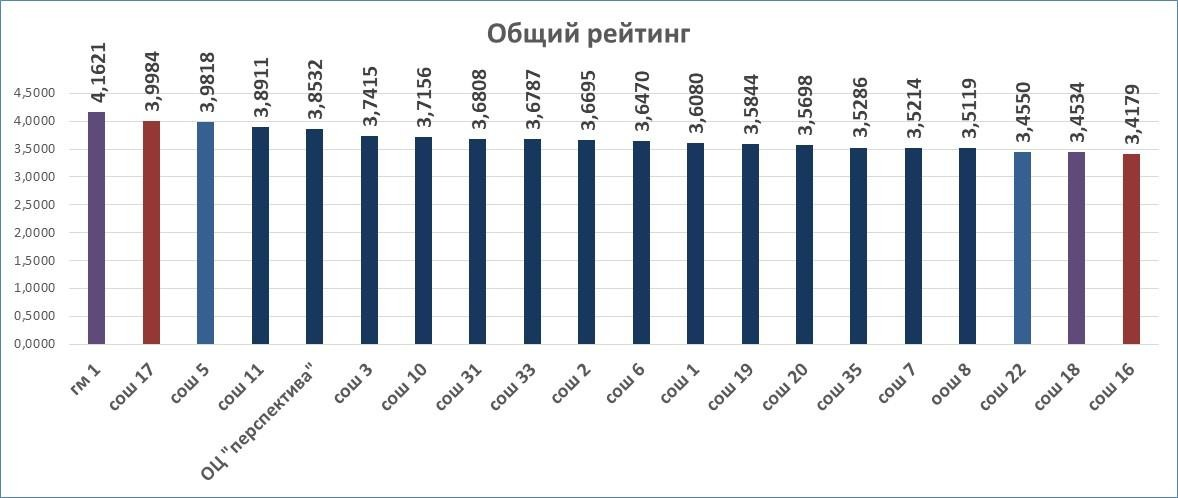 Общий рейтинг
4,1621
3,9984
3,9818
3,8911
3,8532
3,7415
3,7156
3,6808
3,6787
3,6695
3,6470
3,6080
3,5844
3,5698
3,5286
3,5214
3,5119
3,4550
3,4534
3,4179
4,5000
4,0000
3,5000
3,0000
2,5000
2,0000
1,5000
1,0000
0,5000
0,0000
гм 1
сош 17
сош 5
сош 11
ОЦ "перспектива"
сош 3
сош 10
сош 31
сош 33
сош 2
сош 6
сош 1
сош 19
сош 20
сош 35
сош 7
оош 8
сош 22
сош 18
сош 16